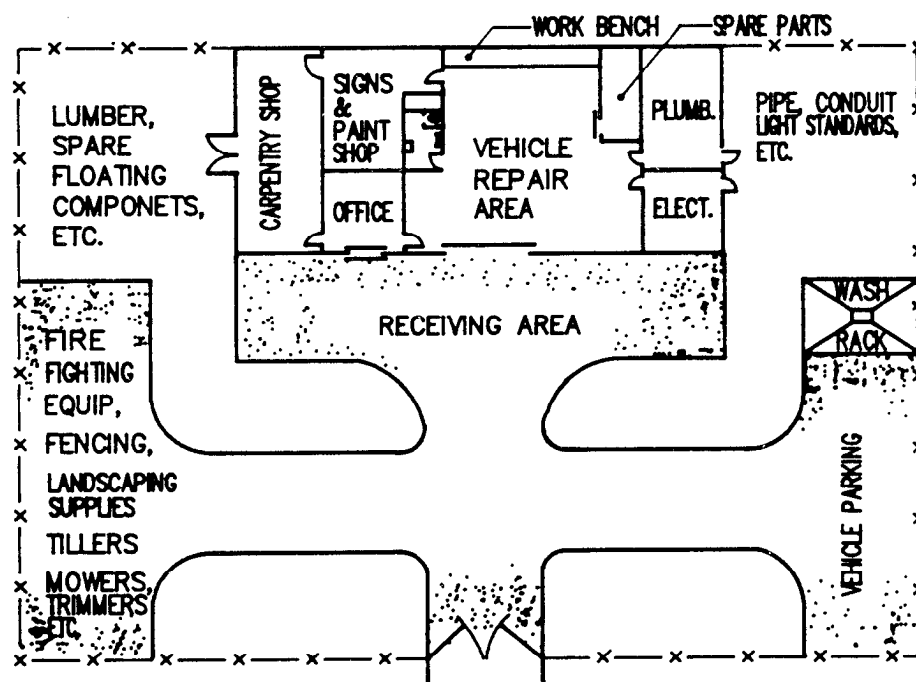 WORK BENCH
SPARE PARTS
LUMBER,
SPARE
FLOATING
COMPONETS,
ETC.
CARPENTRY SHOP
SIGNS
&
PAINT
SHOP
OFFICE
VEHICLE
REPAIR
AREA
PLUMB.
ELECT.
PIPE, CONDUIT
LIGHT STANDARDS,
ETC.
RECEIVING AREA
WASH
RACK
FIRE
FIGHTING
EQUIP,
FENCING,
LANDSCAPING
SUPPLIES
TILLERS
MOWERS,
TRIMMERS
ETC.
VEHICLE PARKING